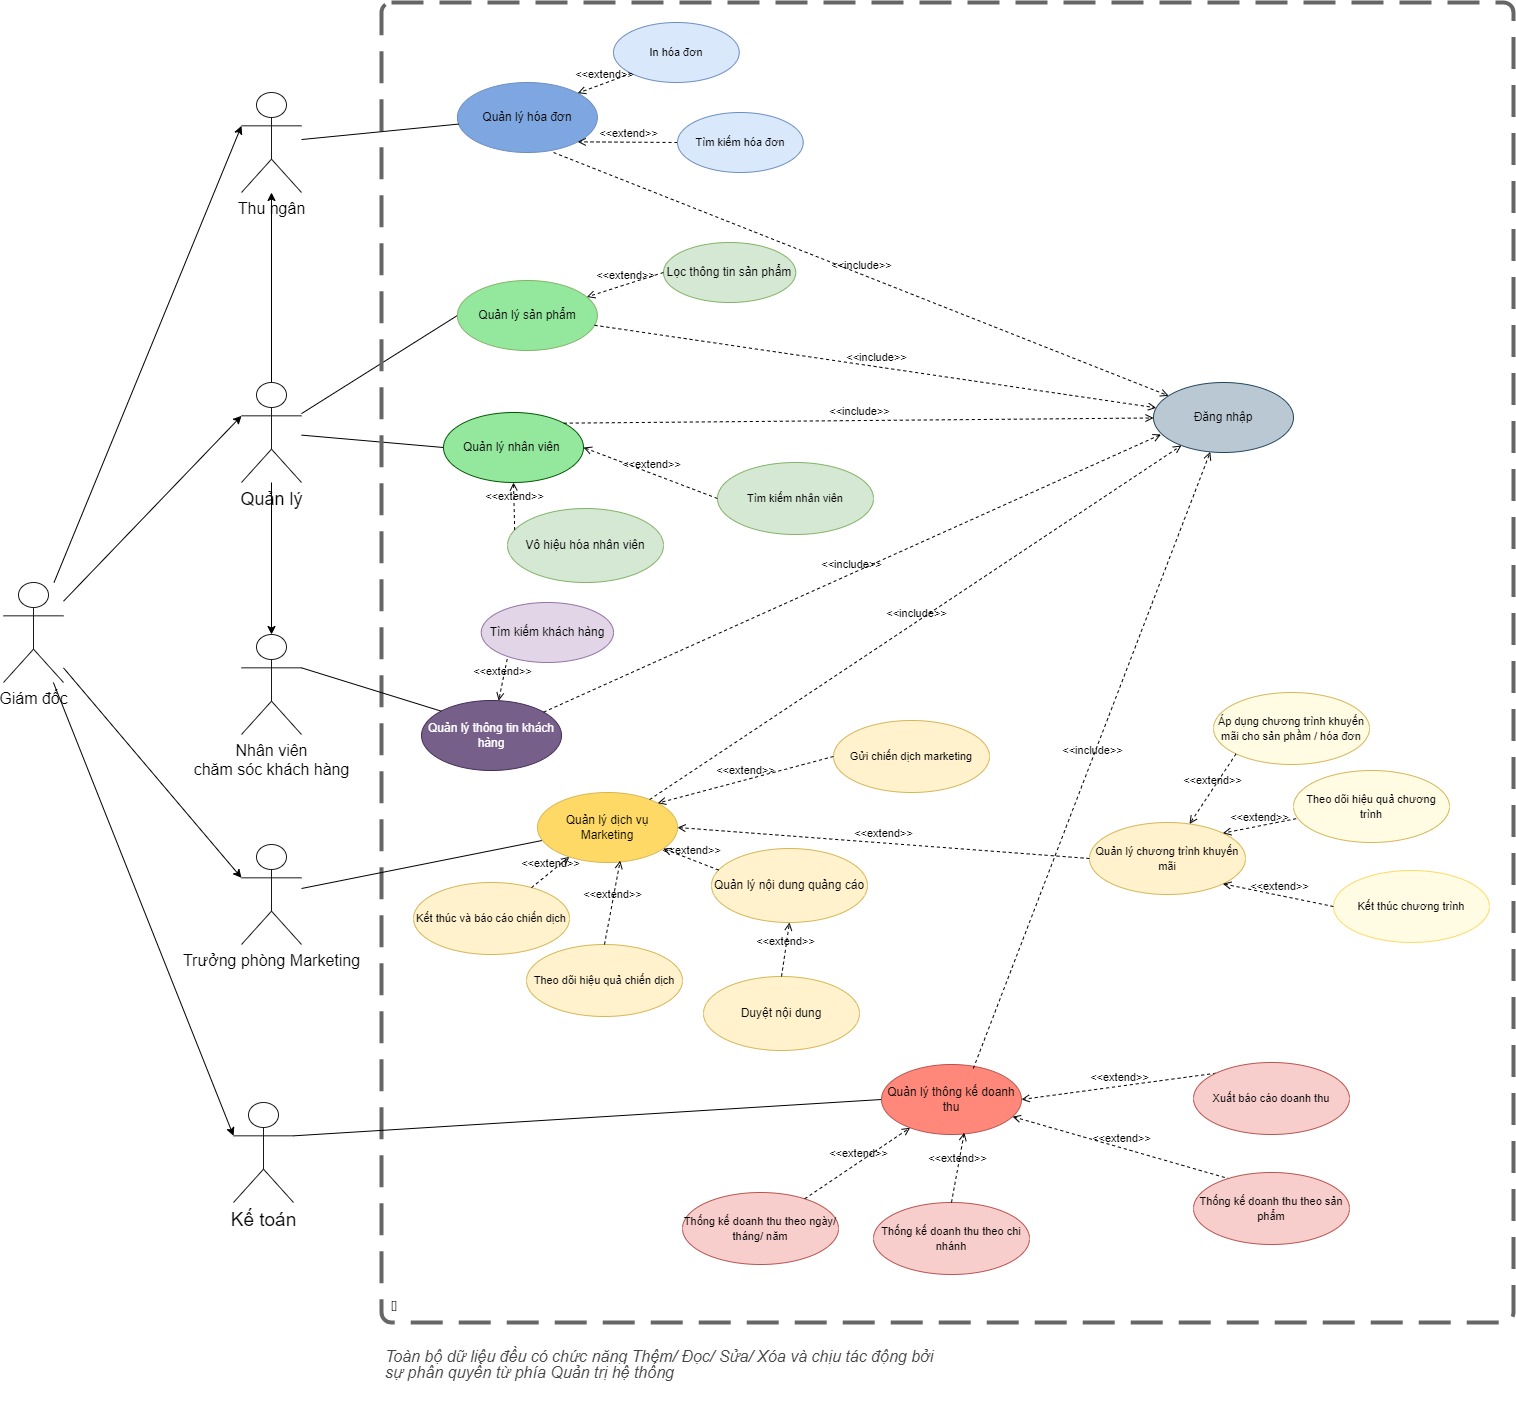 In hóa đơn
<<extend>>
Quản lý hóa đơn
<<extend>>
Tìm kiếm hóa đơn
Thu ngân
<<include>>
Lọc thông tin sản phẩm
<<extend>>
Quản lý sản phẩm
<<include>>
<<include>>
Đăng nhập
Quản lý nhân viên
<<extend>>
Quản lý
<<extend>>
Tìm kiếm nhân viên
Vô hiệu hóa nhân viên
<<include>>
<<include>>
Tìm kiếm khách hàng
<<extend>>
Giám đốc
Quản lý thông tin khách
hàng
Nhân viên
chăm sóc khách hàng
Áp dụng chương trình khuyến
mãi cho sản phầm / hóa đơn
<<include>>
Gửi chiến dịch marketing
<<extend>>
<<extend>>
Theo dõi hiệu quả chương
trình
<<extend>>
Quản lý dịch vụ
Marketing
<<extend>>
Quản lý chương trình khuyến
mãi
<<extend>>
<<extend>>
<<extend>>
Quản lý nội dung quảng cáo
<<extend>>
Kết thúc chương trình
Kết thúc và báo cáo chiến dịch
Trưởng phòng Marketing
<<extend>>
Theo dõi hiệu quả chiến dịch
Duyệt nội dung
Quản lý thông kế doanh
thu
<<extend>>
Xuất báo cáo doanh thu
<<extend>>
<<extend>>
<<extend>>
Kế toán
Thống kế doanh thu theo ngày/
tháng/ năm
Thống kế doanh thu theo chi
nhánh
Thống kế doanh thu theo sản
phẩm
Toàn bộ dữ liệu đều có chức năng Thêm/ Đọc/ Sửa/ Xóa và chịu tác động bởi
sự phân quyền từ phía Quản trị hệ thống